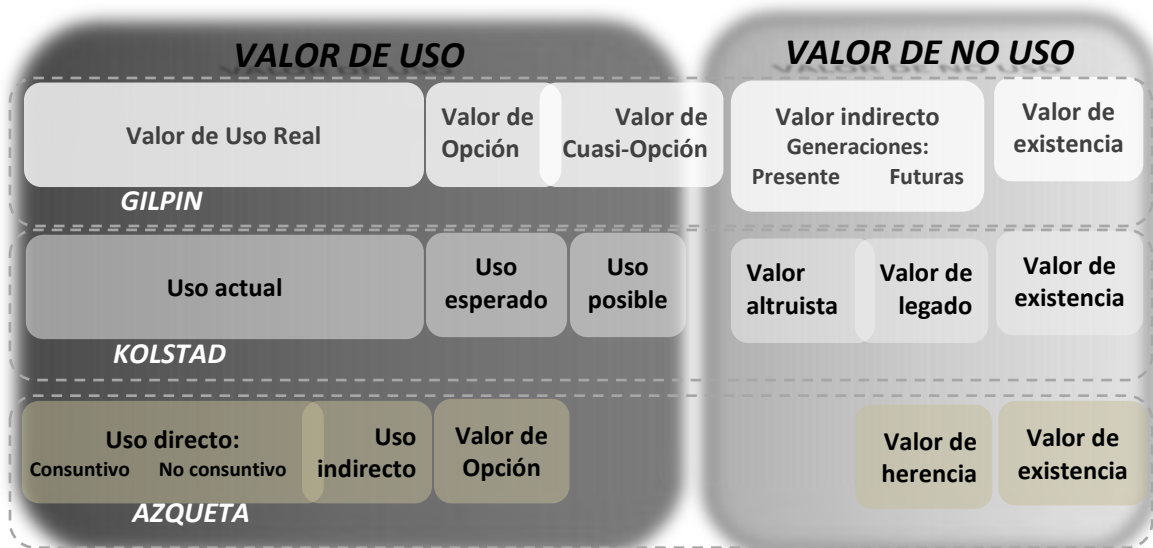 VALOR DE USO
VALOR DE NO USO
Valor de Uso Real
Valor de
Opción
Valor de
Cuasi-Opción
Valor indirecto
Generaciones:
Presente Futuras
Valor de
existencia
GILPIN
Uso actual
Uso
esperado
Uso
posible
Valor
altruista
Valor de
legado
Valor de
existencia
KOLSTAD
Uso directo:
Consuntivo No consuntivo
Uso
indirecto
Valor de
Opción
Valor de
herencia
Valor de
existencia
AZQUETA